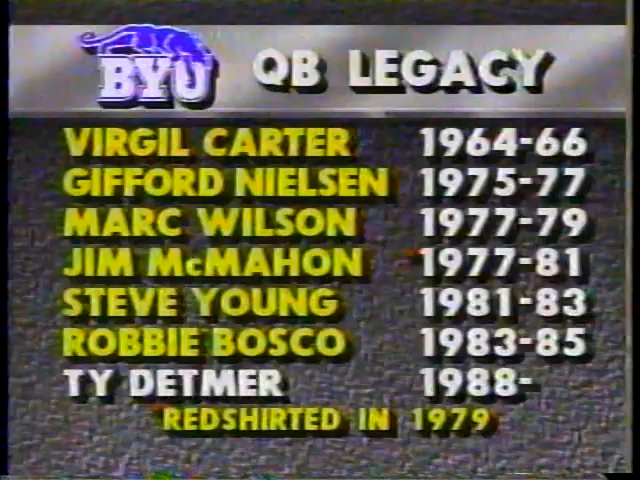 BYU QB LEGACY
VIRGIL CARTER 1964-66
GIFFORD NIELSEN 1975-77
MARC WILSON 1977-79
JIM McMAHON 1977-81
STEVE YOUNG 1981-83
ROBBIE BOSCO 1983-85
TY DETMER 1988-
REDSHIRTED IN 1979